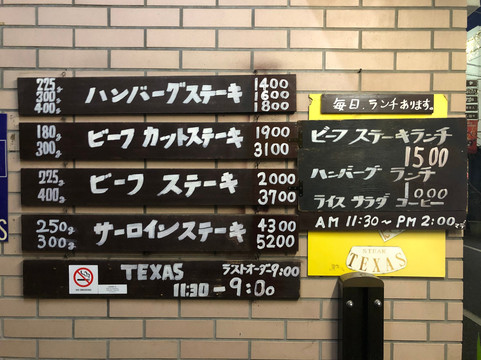 225g ハンバーグステーキ 1400
300g 1600
400g 1800
180g ビーフ カットステーキ 1900
300g 3100
225g ビーフ ステーキ 2000
400g 3700
250g サーロインステーキ 4300
300g 5200
TEXAS ラストオーダー9:00
11:30-9:00
毎日、ランチあります。
ビーフ ステーキランチ
1500
ハンバーグ ランチ
1000
ライス サラダ コーヒー
AM 11:30~PM 2:00まで
TEXAS